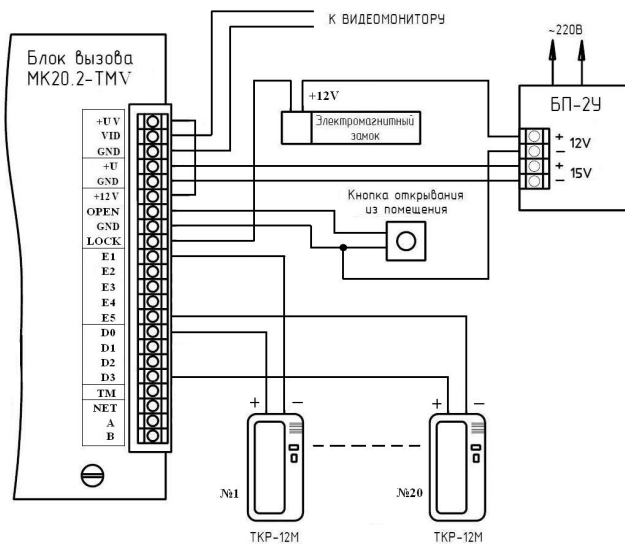 К ВИДЕОМОНИТОРУ
~220В
Блок вызова
МК20.2-TMV
+12V
Электромагнитный
замок
БП-2У
+
12V
−
+
15V
−
Кнопка открывания
из помещения
+UV
VID
GND
+U
GND
+12V
OPEN
GND
LOCK
E1
E2
E3
E4
E5
D0
D1
D2
D3
TM
NET
A
B
+ −
+ −
№1
№20
ТКР-12М
ТКР-12М